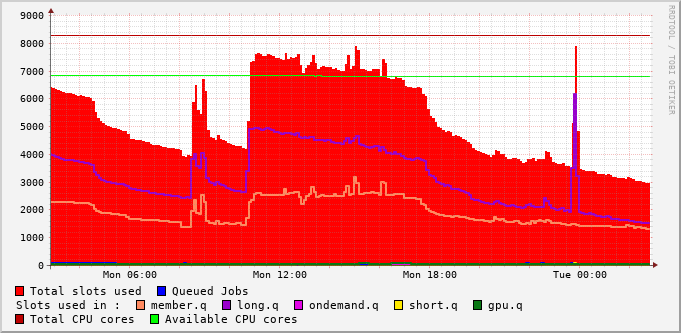 9000
8000
7000
6000
5000
4000
3000
2000
1000
0
Mon 06:00 Mon 12:00 Mon 18:00 Tue 00:00
RRDTOOL / TOBI OETIKER
Total slots used Queued Jobs
Slots used in : member.q long.q ondemand.q short.q gpu.q
Total CPU cores Available CPU cores